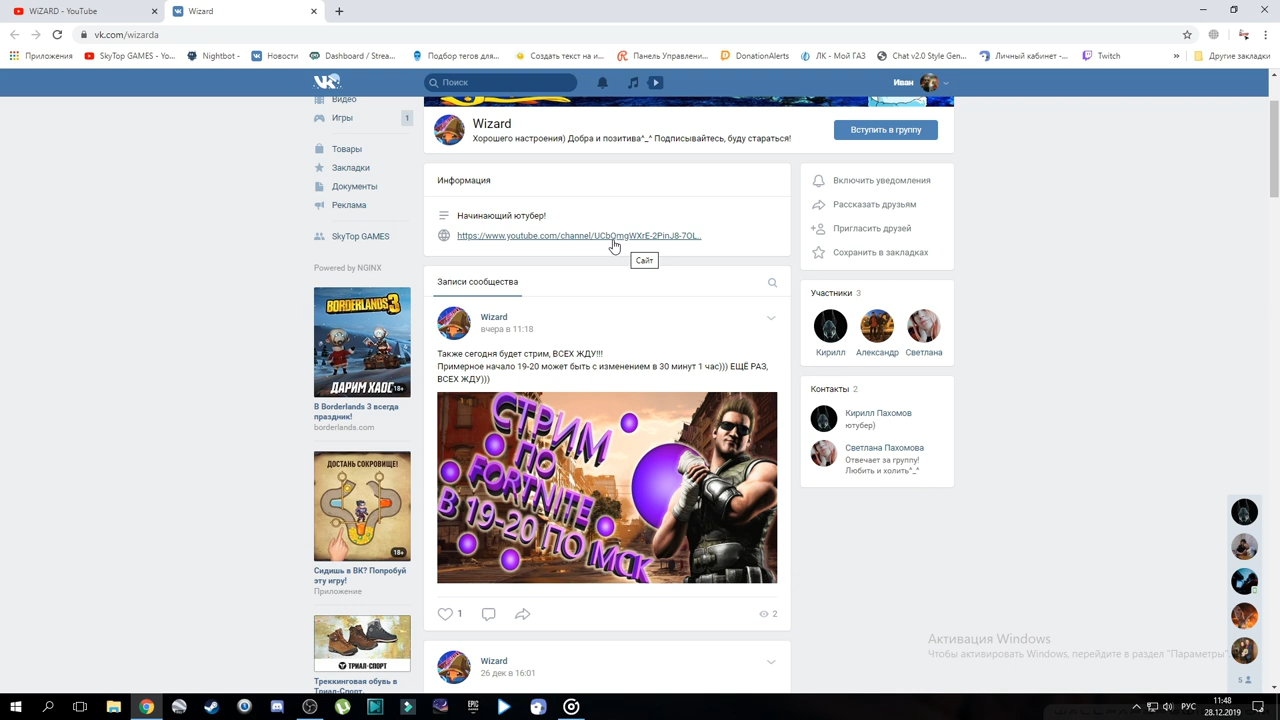 WiZARD - YouTube
Wizard
vk.com/wizarda
Приложения
SkyTop GAMES - Yo...
Nightbot -
Новости
Dashboard / Strea...
Подбор тегов для...
Создать текст на и...
Панель Управлени...
DonationAlerts
ЛК - Мой ГАЗ
Chat v2.0 Style Gen...
Личный кабинет -...
Twitch
»
Другие закладки
Поиск
Иван
Видео
Игры
1
Товары
Закладки
Документы
Реклама
SkyTop GAMES
Powered by NGINX
BORDERLANDS 3
ДАРИМ ХАОС
18+
В Borderlands 3 всегда
праздник!
borderlands.com
ДОСТАНЬ СОКРОВИЩЕ!
18+
Сидишь в ВК? Попробуй
эту игру!
Приложение
ТРИАЛ-СПОРТ
Треккинговая обувь в
Триал-Спорт.
Wizard
Хорошего настроения) Добра и позитива^_^ Подписывайтесь, буду стараться!
Вступить в группу
Информация
Начинающий ютубер!
https://www.youtube.com/channel/UCbQmgWXrE-2PinJ8-7OL..
Сайт
Записи сообщества
Wizard
вчера в 11:18
Также сегодня будет стрим, ВСЕХ ЖДУ!!!
Примерное начало 19-20 может быть с изменением в 30 минут 1 час))) ЕЩЁ РАЗ,
ВСЕХ ЖДУ)))
СТРИМ
ПО
FORTNITE
В 19-20 ПО МСК
1
2
Wizard
26 дек в 16:01
Включить уведомления
Рассказать друзьям
Пригласить друзей
Сохранить в закладках
Участники 3
Кирилл
Александр
Светлана
Контакты 2
Кирилл Пахомов
ютубер)
Светлана Пахомова
Отвечает за группу!
Любить и холить^_^
Активация Windows
Чтобы активировать Windows, перейдите в раздел "Параметры".
5
EPIC
РУС
11:48
28.12.2019